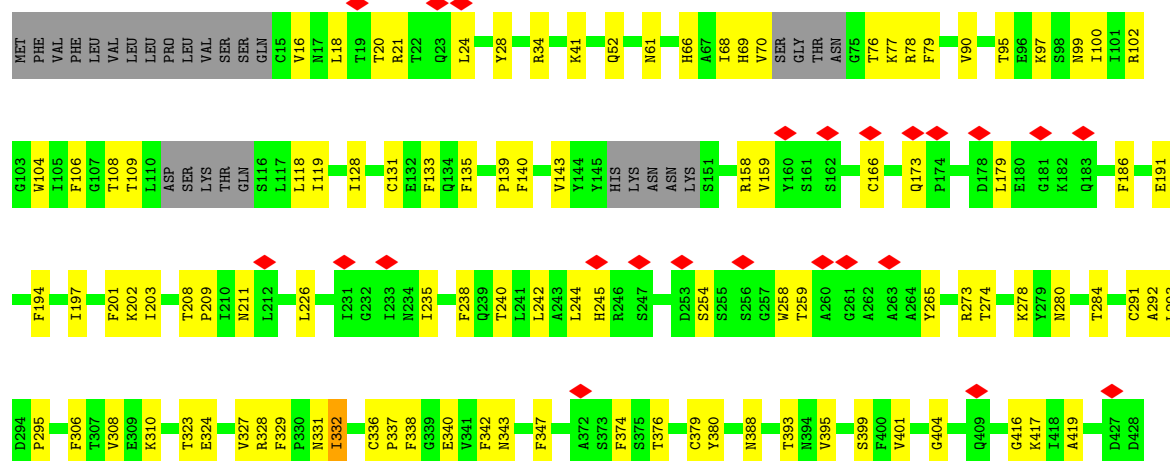 MET PHE VAL PHE LEU VAL LEU LEU PRO LEU VAL SER SER GLN C15 V16 N17 L18 T19 T20 R21 T22 Q23 L24 Y28 R34 K41 Q52 N61 H66 A67 I68 H69 V70 SER GLY THR ASN G75 T76 K77 R78 F79 V90 T95 E96 K97 S98 N99 I100 I101 R102
G103 W104 I105 F106 G107 T108 T109 L110 ASP SER LYS THR GLN S116 L117 L118 I119 I128 C131 E132 F133 Q134 F135 P139 F140 V143 Y144 Y145 HIS LYS ASN ASN LYS S151 R158 V159 Y160 S161 S162 C166 Q173 P174 D178 L179 E180 G181 K182 Q183 F186 E191
F194 I197 F201 K202 I203 T208 P209 I210 N211 L212 L226 I231 G232 I233 N234 I235 F238 Q239 T240 L241 L242 A243 L244 H245 R246 S247 D253 S254 S255 S256 G257 W258 T259 A260 G261 A262 A263 A264 Y265 R273 T274 K278 Y279 N280 T284 C291 A292 L293
D294 P295 F306 T307 V308 E309 K310 T323 E324 V327 R328 F329 P330 N331 I332 C336 P337 F338 G339 E340 V341 F342 N343 F347 A372 S373 F374 S375 T376 C379 Y380 N388 T393 N394 V395 S399 F400 V401 G404 Q409 G416 K417 I418 A419 D427 D428